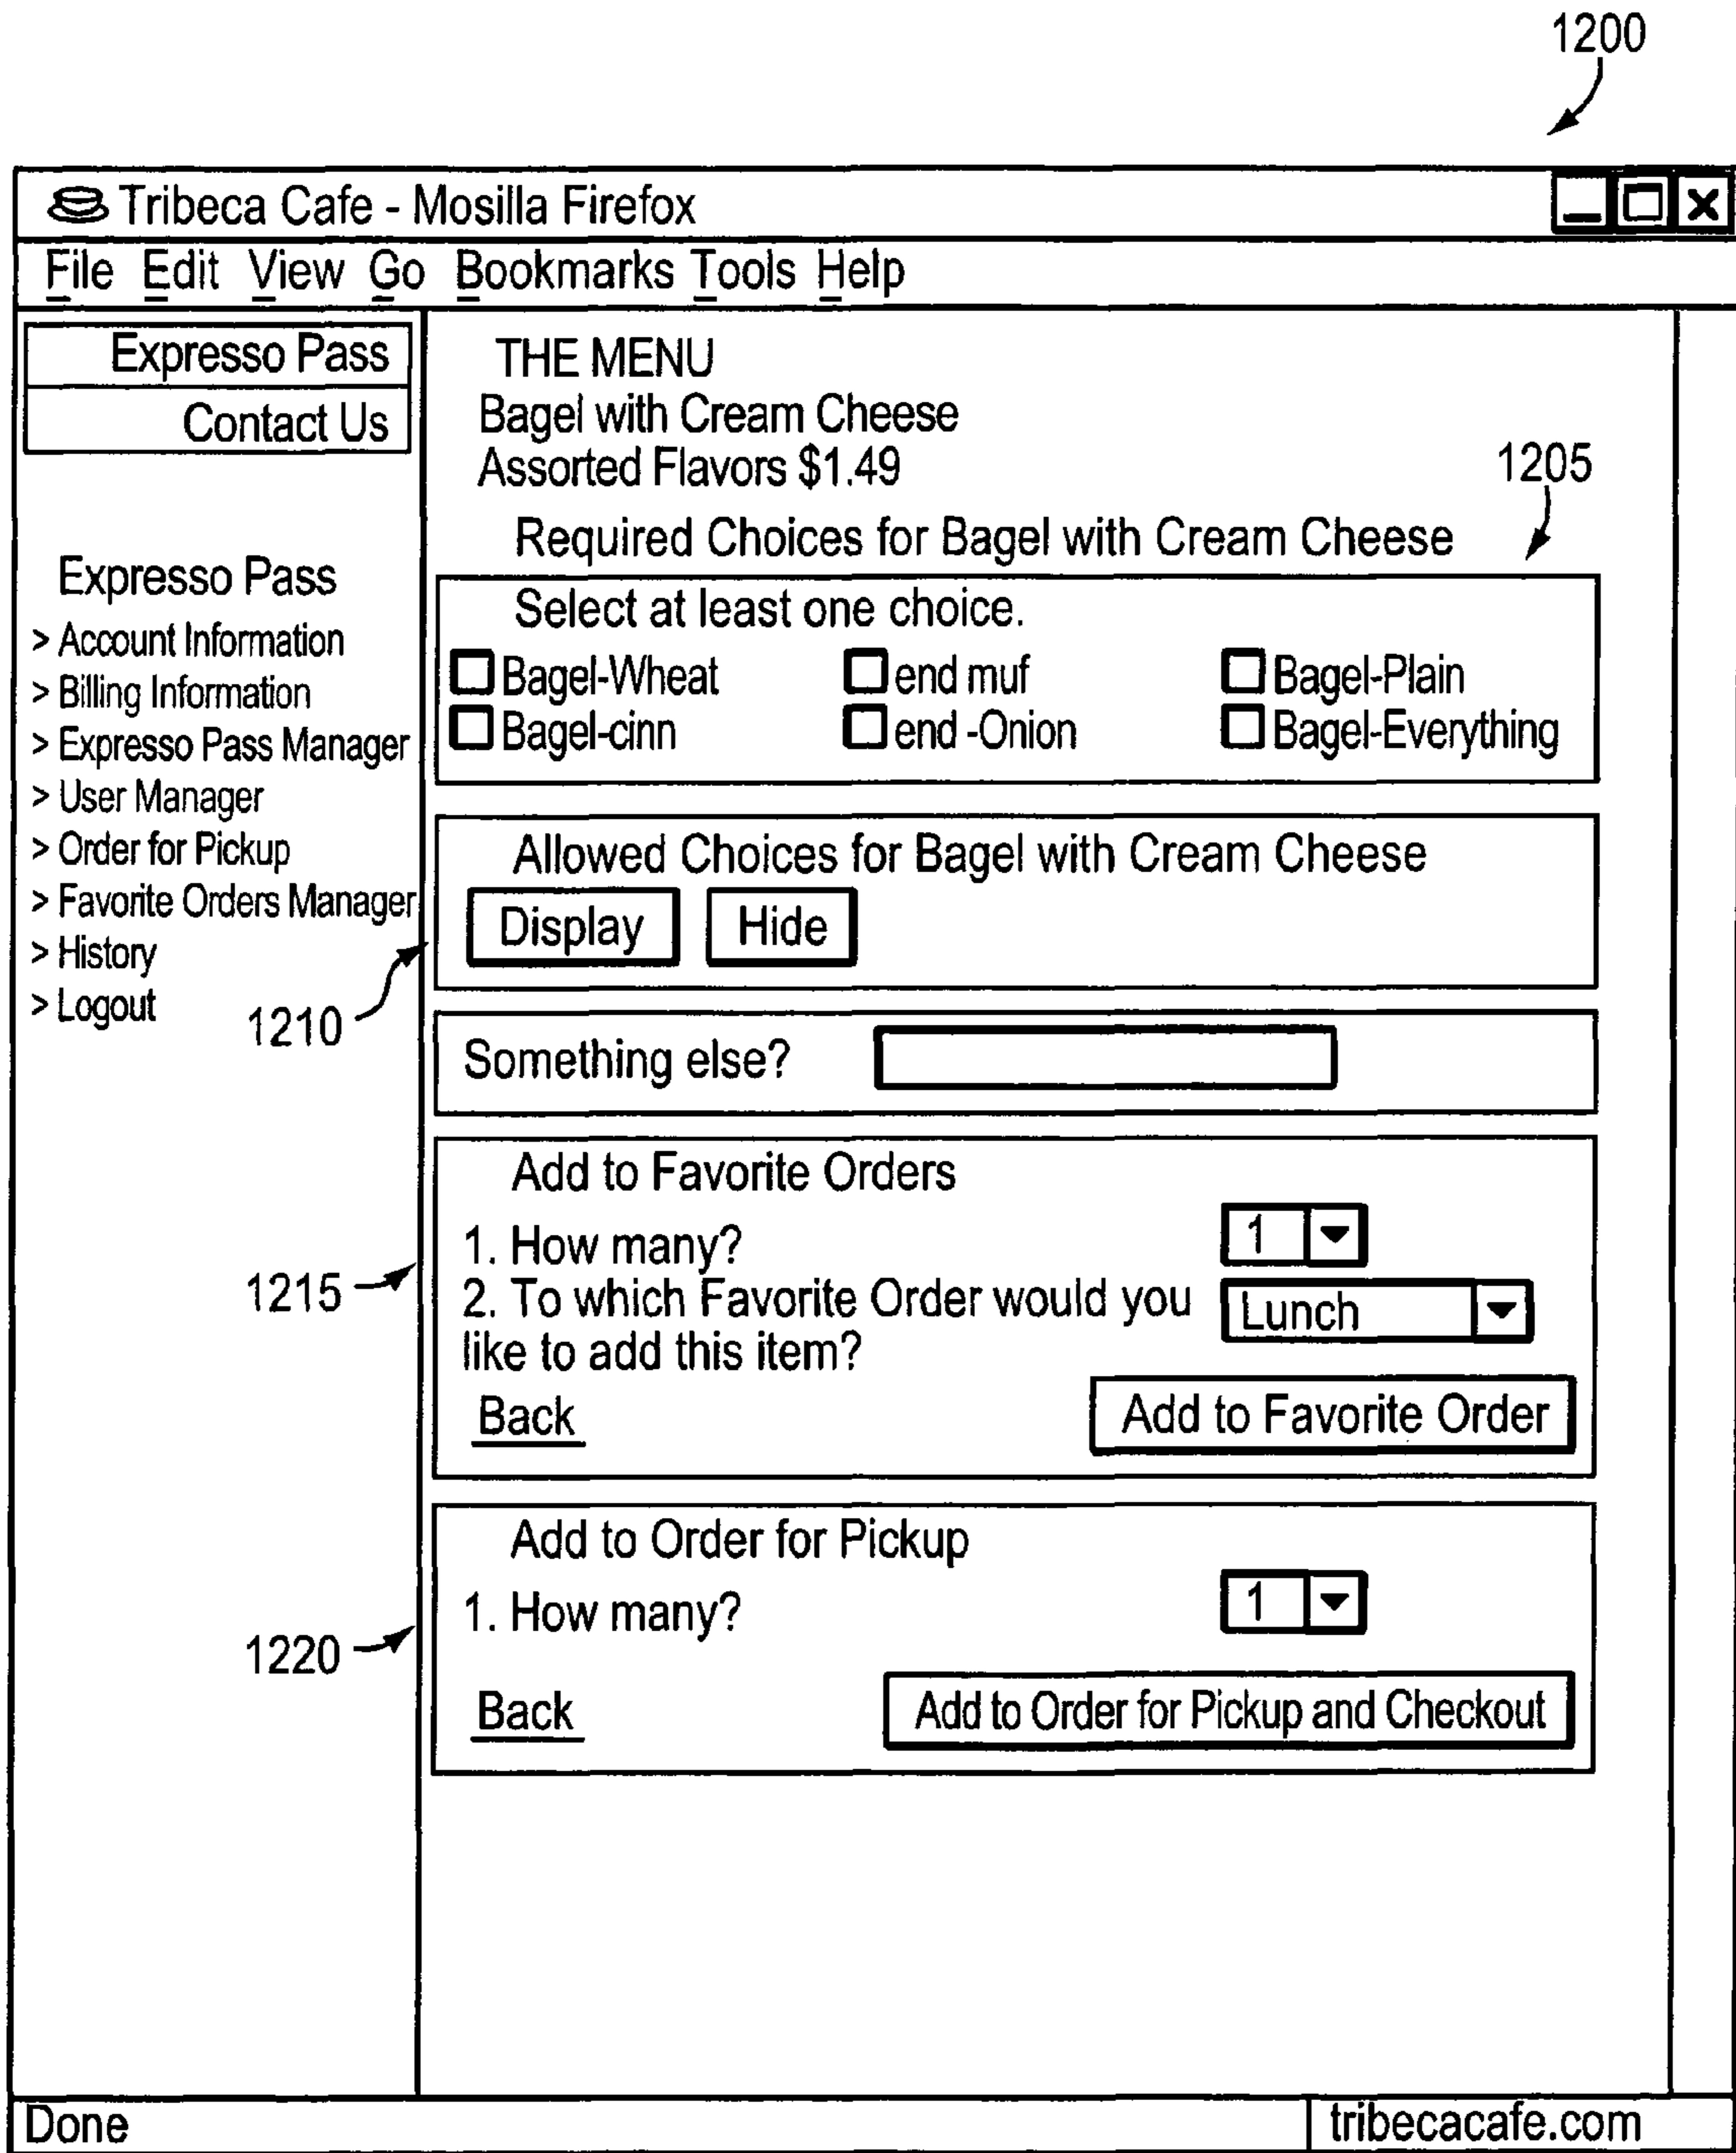 1200
Tribeca Cafe - Mosilla Firefox
File Edit View Go Bookmarks Tools Help
Expresso Pass
Contact Us
Expresso Pass
> Account Information
> Billing Information
> Expresso Pass Manager
> User Manager
> Order for Pickup
> Favorite Orders Manager
> History
> Logout
1210
1215
1220
THE MENU
Bagel with Cream Cheese
Assorted Flavors $1.49
1205
Required Choices for Bagel with Cream Cheese
Select at least one choice.
Bagel-Wheat end muf Bagel-Plain
Bagel-cinn end -Onion Bagel-Everything
Allowed Choices for Bagel with Cream Cheese
Display Hide
Something else?
Add to Favorite Orders
1. How many? 1
2. To which Favorite Order would you Lunch
like to add this item?
Back Add to Favorite Order
Add to Order for Pickup
1. How many? 1
Back Add to Order for Pickup and Checkout
Done tribecacafe.com